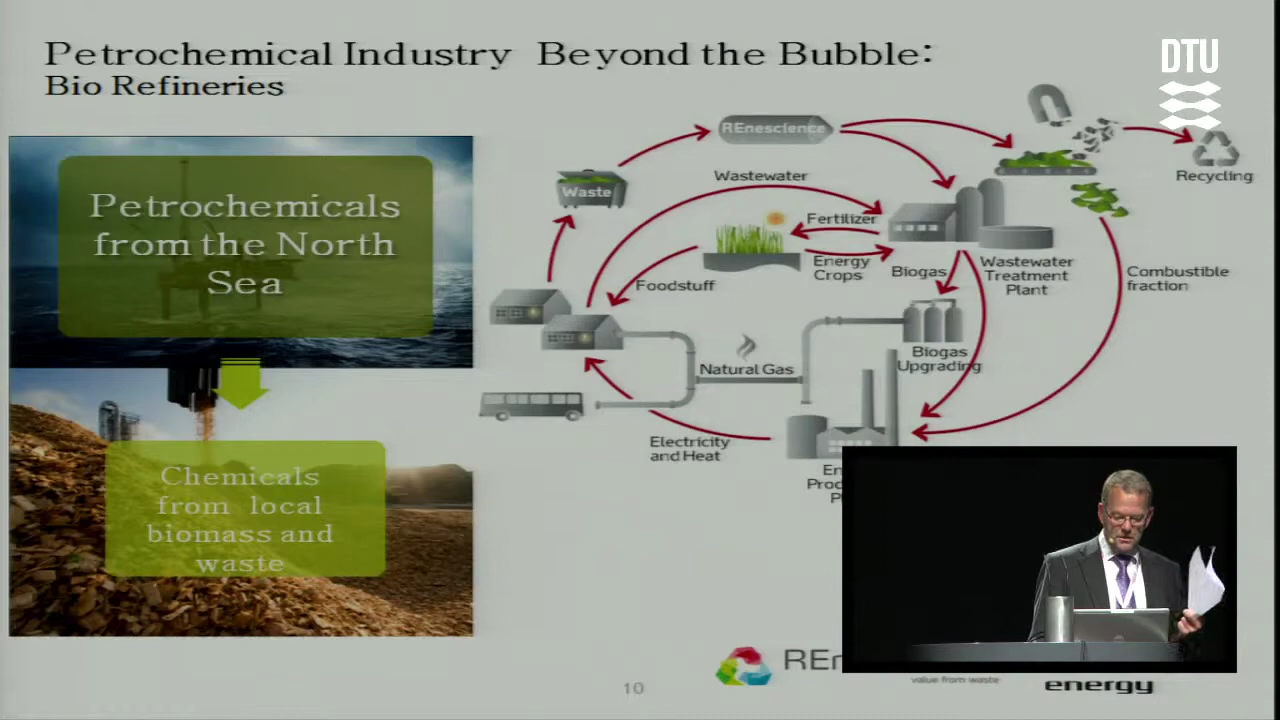 Petrochemical Industry Beyond the Bubble:
Bio Refineries
DTU
Petrochemicals
from the North
Sea
Chemicals
from local
biomass and
waste
REnescience
Waste
Wastewater
Recycling
Fertilizer
Energy
Crops
Foodstuff
Biogas
Wastewater
Treatment
Plant
Combustible
fraction
Natural Gas
Biogas
Upgrading
Electricity
and Heat
value from waste
energy
10